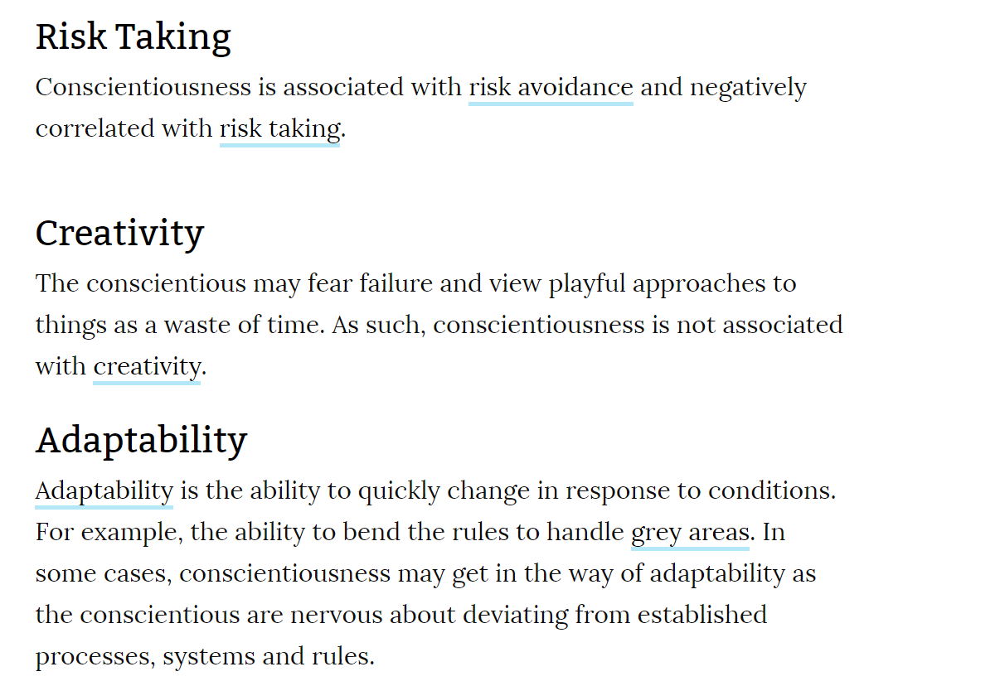 Risk Taking
Conscientiousness is associated with risk avoidance and negatively
correlated with risk taking.
Creativity
The conscientious may fear failure and view playful approaches to
things as a waste of time. As such, conscientiousness is not associated
with creativity.
Adaptability
Adaptability is the ability to quickly change in response to conditions.
For example, the ability to bend the rules to handle grey areas. In
some cases, conscientiousness may get in the way of adaptability as
the conscientious are nervous about deviating from established
processes, systems and rules.